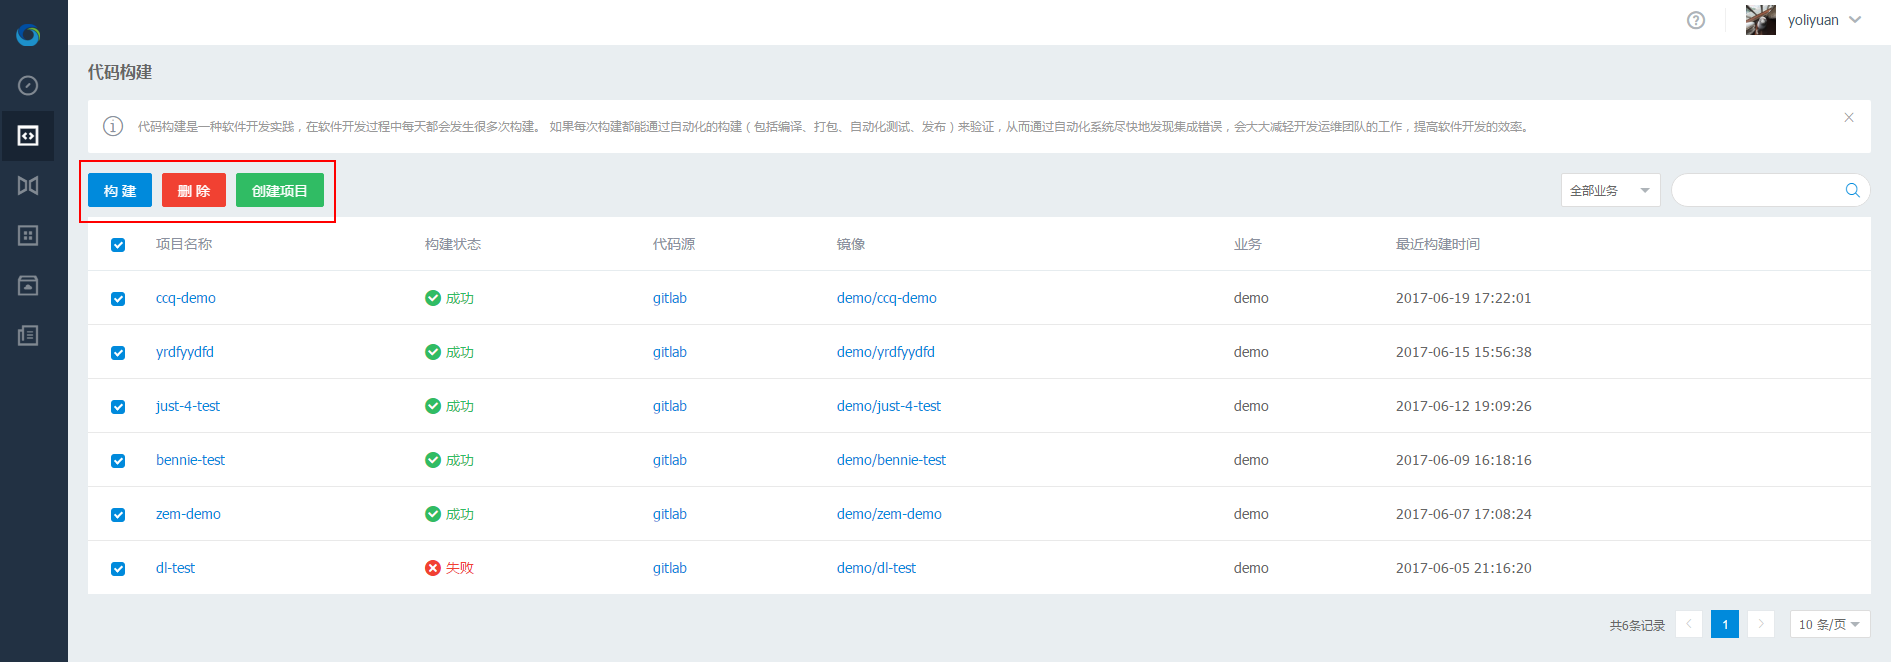 yoliyuan
代码构建
代码构建是一种软件开发实践，在软件开发过程中每天都会发生很多次构建。 如果每次构建都能通过自动化的构建（包括编译、打包、自动化测试、发布）来验证，从而通过自动化系统尽快地发现集成错误，会大大减轻开发运维团队的工作，提高软件开发的效率。
构 建 删 除 创建项目 全部业务
项目名称 构建状态 代码源 镜像 业务 最近构建时间
ccq-demo 成功 gitlab demo/ccq-demo demo 2017-06-19 17:22:01
yrdfyydfd 成功 gitlab demo/yrdfyydfd demo 2017-06-15 15:56:38
just-4-test 成功 gitlab demo/just-4-test demo 2017-06-12 19:09:26
bennie-test 成功 gitlab demo/bennie-test demo 2017-06-09 16:18:16
zem-demo 成功 gitlab demo/zem-demo demo 2017-06-07 17:08:24
dl-test 失败 gitlab demo/dl-test demo 2017-06-05 21:16:20
共6条记录 1 10 条/页